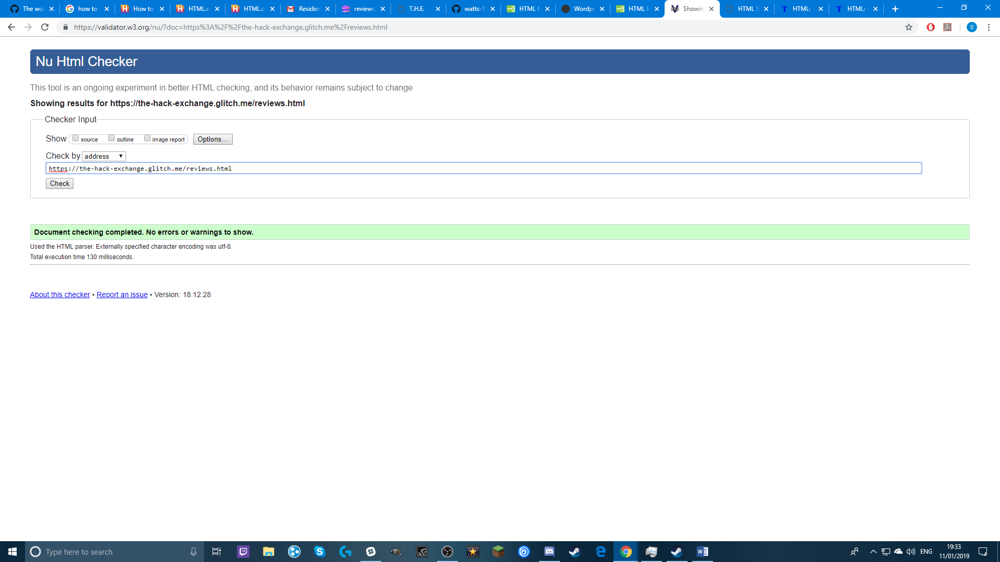 The wo
how to
How to
HTML.c
HTML.c
Residen
reviews.
T.H.E.
watts-1
HTML f
Wordpr
HTML I
Showin
HTML S
HTML:
HTML:
https://validator.w3.org/nu/?doc=https%3A%2F%2Fthe-hack-exchange.glitch.me%2Freviews.html
S
Nu Html Checker
This tool is an ongoing experiment in better HTML checking, and its behavior remains subject to change
Showing results for https://the-hack-exchange.glitch.me/reviews.html
Checker Input
Show source outline image report Options...
Check by address
https://the-hack-exchange.glitch.me/reviews.html
Check
Document checking completed. No errors or warnings to show.
Used the HTML parser. Externally specified character encoding was utf-8.
Total execution time 130 milliseconds.
About this checker • Report an issue • Version: 18.12.28
Type here to search
ENG
19:33
11/01/2019